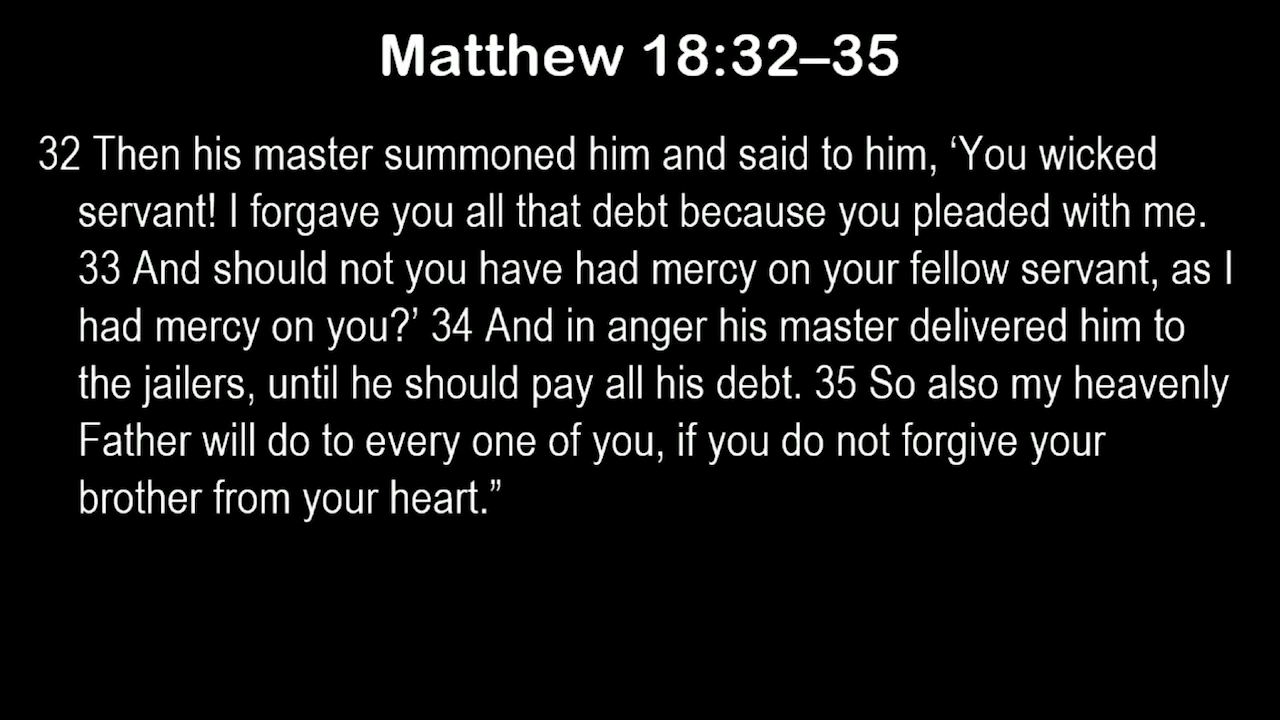 Matthew 18:32–35
32 Then his master summoned him and said to him, ‘You wicked
servant! I forgave you all that debt because you pleaded with me.
33 And should not you have had mercy on your fellow servant, as I
had mercy on you?’ 34 And in anger his master delivered him to
the jailers, until he should pay all his debt. 35 So also my heavenly
Father will do to every one of you, if you do not forgive your
brother from your heart.”